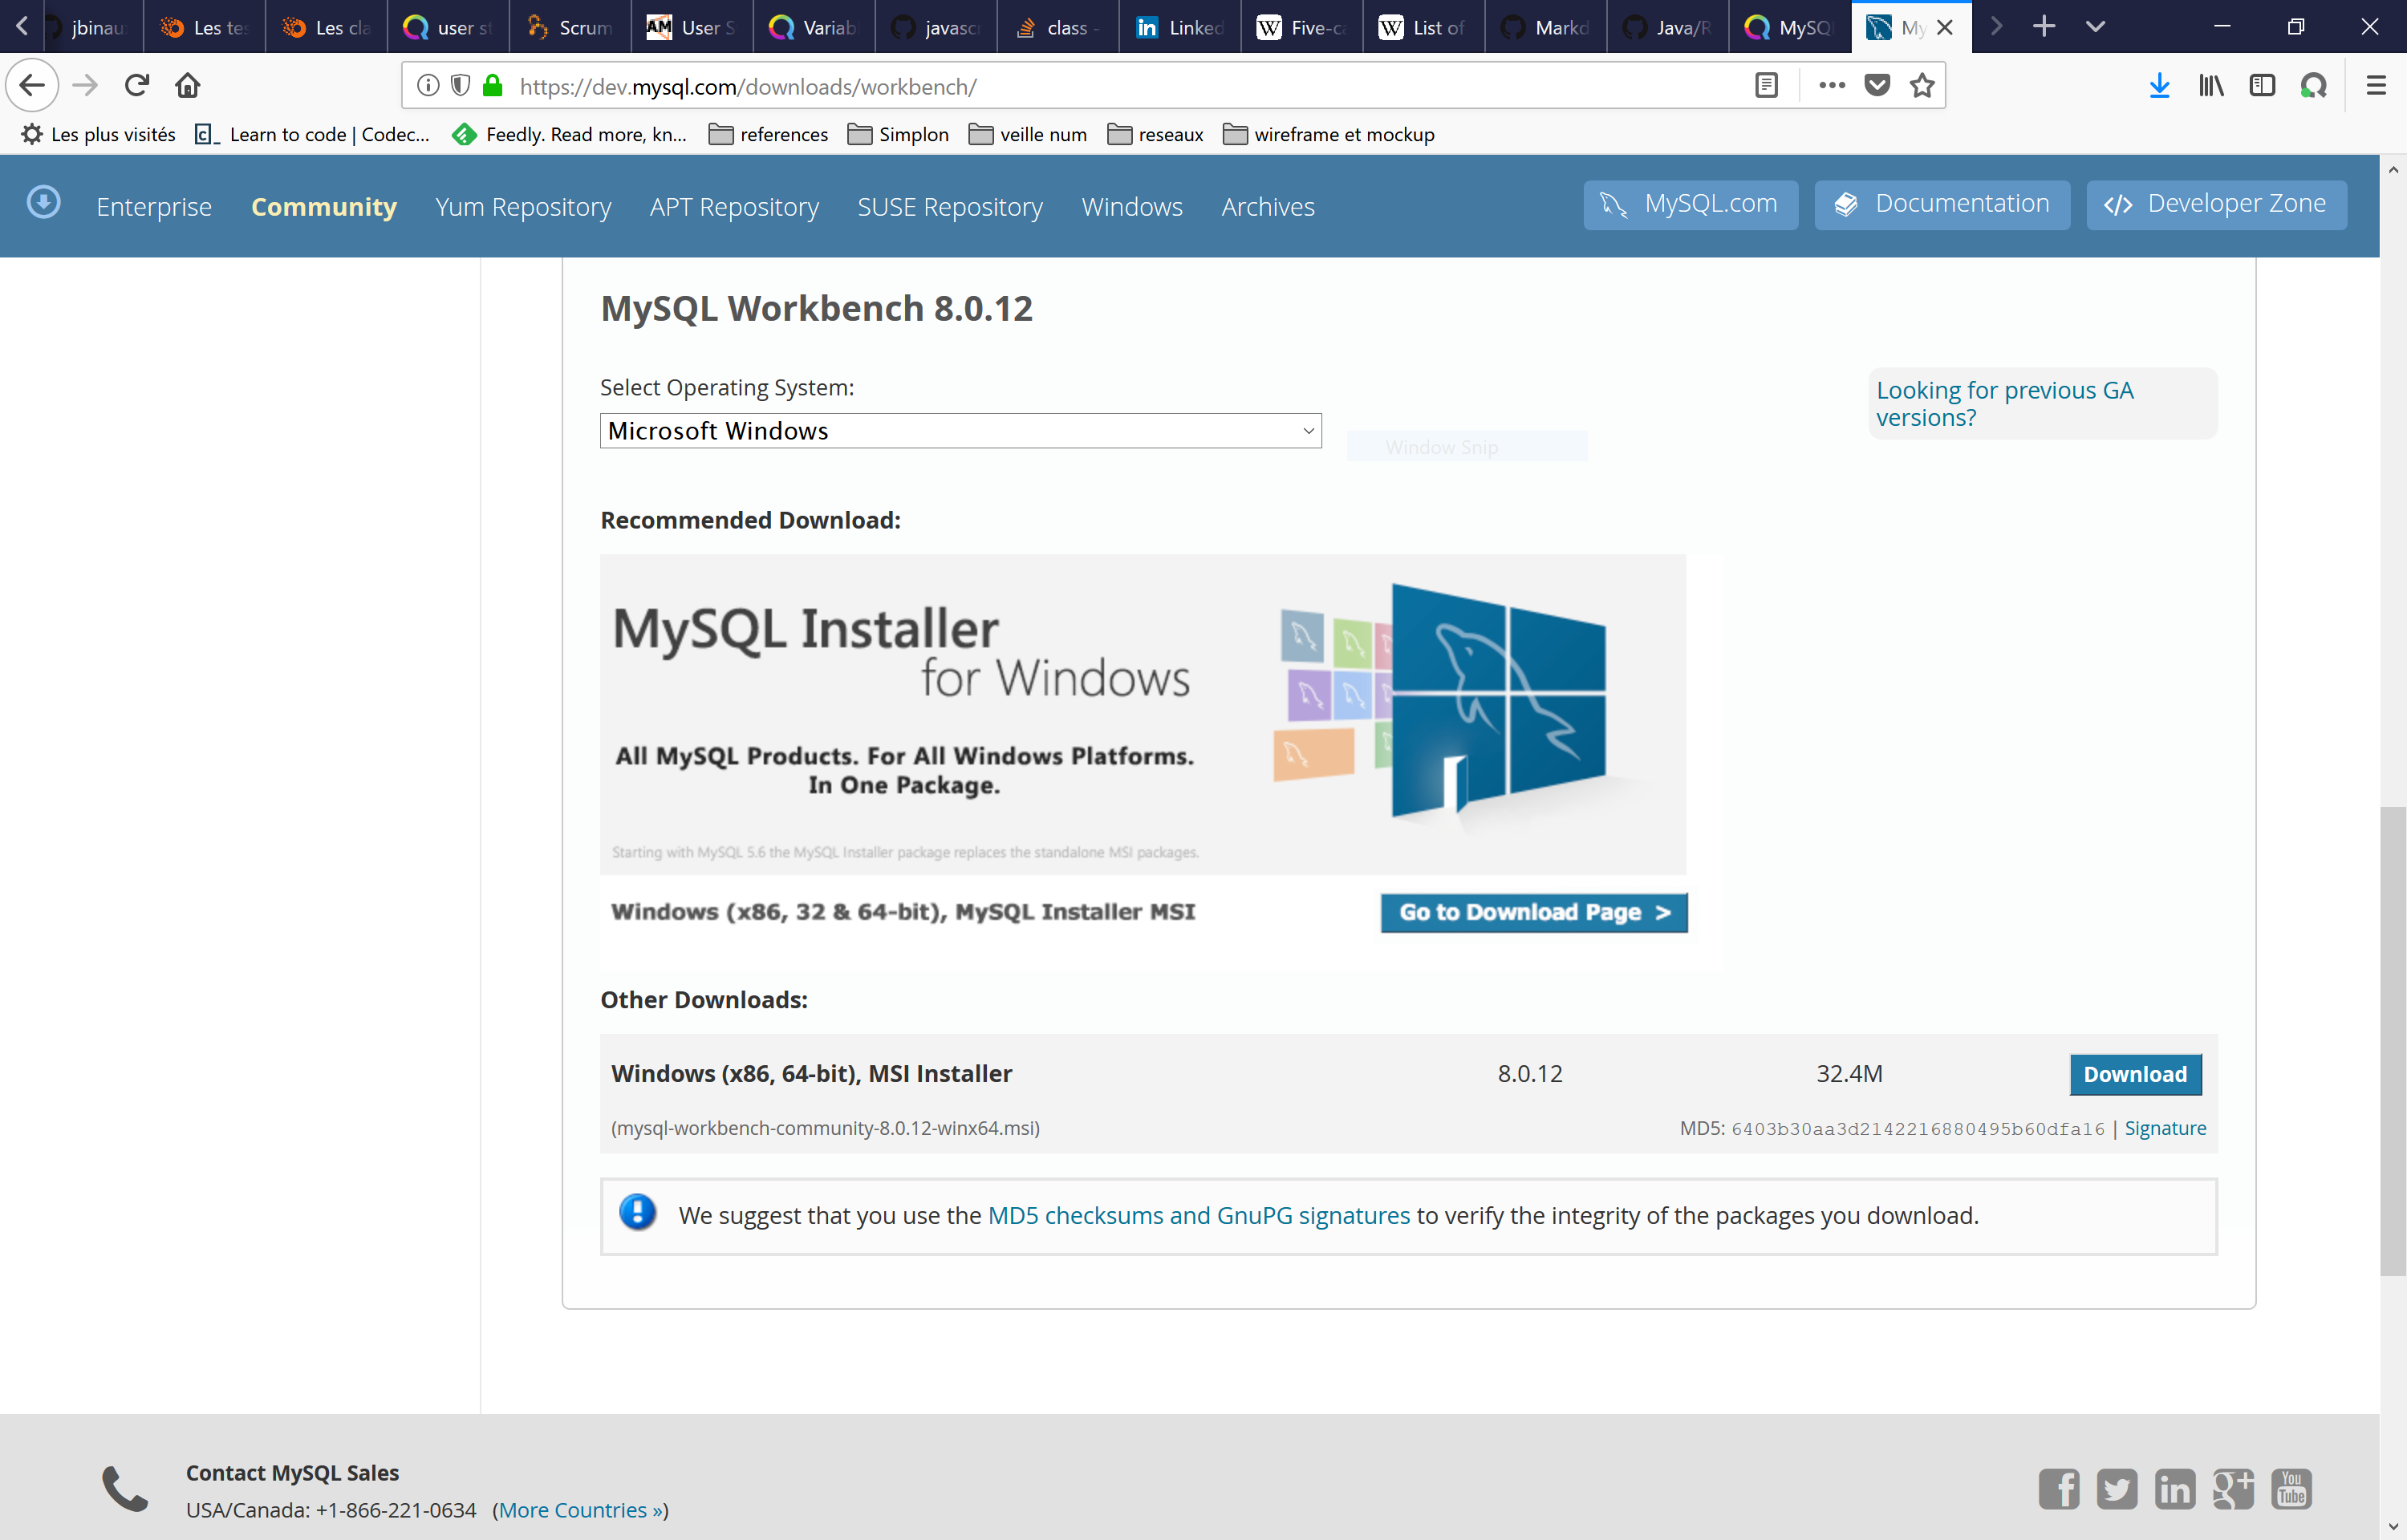 jbinau
Les tes
Les cla
user st
Scrum
AM
User S
Variab
javascr
class -
in
Linked
W
Five-ca
W
List of
Markd
Java/R
MySQL
My
https://dev.mysql.com/downloads/workbench/
Les plus visités
Learn to code | Codec...
Feedly. Read more, kn...
references
Simplon
veille num
reseaux
wireframe et mockup
Enterprise
Community
Yum Repository
APT Repository
SUSE Repository
Windows
Archives
MySQL.com
Documentation
Developer Zone
MySQL Workbench 8.0.12
Select Operating System:
Looking for previous GA
versions?
Microsoft Windows
Window Snip
Recommended Download:
MySQL Installer
for Windows
All MySQL Products. For All Windows Platforms.
In One Package.
Starting with MySQL 5.6 the MySQL Installer package replaces the standalone MSI packages.
Windows (x86, 32 & 64-bit), MySQL Installer MSI
Go to Download Page >
Other Downloads:
Windows (x86, 64-bit), MSI Installer
8.0.12
32.4M
Download
(mysql-workbench-community-8.0.12-winx64.msi)
MD5: 6403b30aa3d2142216880495b60dfa16 | Signature
We suggest that you use the MD5 checksums and GnuPG signatures to verify the integrity of the packages you download.
Contact MySQL Sales
USA/Canada: +1-866-221-0634 (More Countries »)
f
in
g+
You
Tube